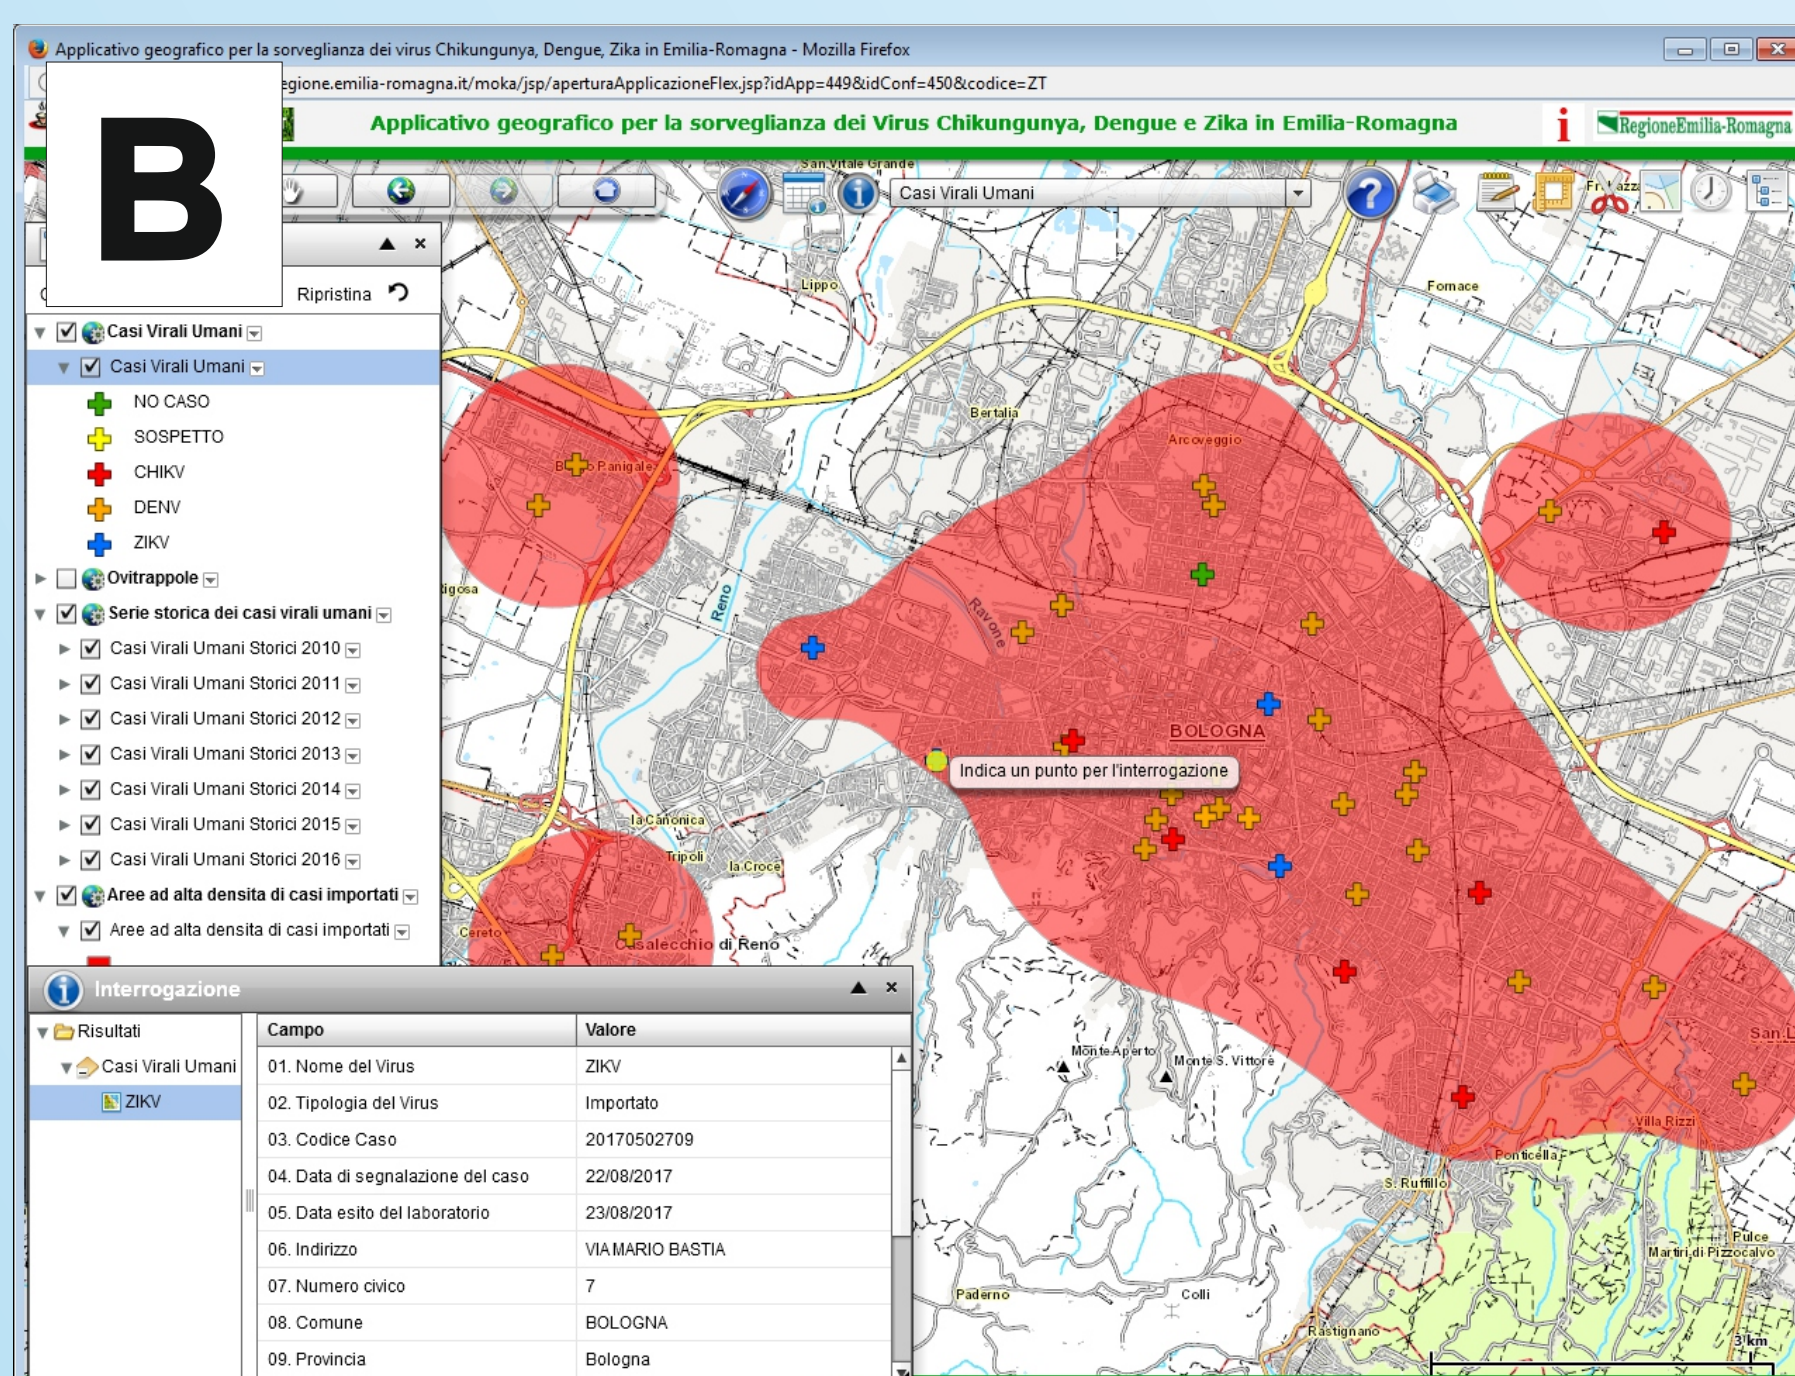 Applicativo geografico per la sorveglianza dei virus Chikungunya, Dengue, Zika in Emilia-Romagna - Mozilla Firefox
egione.emilia-romagna.it/moka/jsp/aperturaApplicazioneFlex.jsp?idApp=449&idConf=450&codice=ZT
B
Applicativo geografico per la sorveglianza dei Virus Chikungunya, Dengue e Zika in Emilia-Romagna
i
RegioneEmilia-Romagna
San Vitale Grande
Casi Virali Umani
?
Ripristina
Casi Virali Umani
Casi Virali Umani
NO CASO
SOSPETTO
CHIKV
DENV
ZIKV
Ovitrappole
Serie storica dei casi virali umani
Casi Virali Umani Storici 2010
Casi Virali Umani Storici 2011
Casi Virali Umani Storici 2012
Casi Virali Umani Storici 2013
Casi Virali Umani Storici 2014
Casi Virali Umani Storici 2015
Casi Virali Umani Storici 2016
Aree ad alta densita di casi importati
Aree ad alta densita di casi importati
Lippo
Fornace
Bertalia
Arcoveggio
Panigale
igosa
Reno
Ravone
BOLOGNA
Indica un punto per l'interrogazione
la Canonica
Tripoli
la Croce
Cereto
Casalecchio di Reno
Monte Aperto
Monte S. Vittore
San L
Villa Rizzi
Ponticella
S. Ruffillo
Pulce
Martiri di Pizzocalvo
Paderno
Colli
Rastignano
3 km
Interrogazione
Risultati
Casi Virali Umani
ZIKV
Campo Valore
01. Nome del Virus ZIKV
02. Tipologia del Virus Importato
03. Codice Caso 20170502709
04. Data di segnalazione del caso 22/08/2017
05. Data esito del laboratorio 23/08/2017
06. Indirizzo VIA MARIO BASTIA
07. Numero civico 7
08. Comune BOLOGNA
09. Provincia Bologna